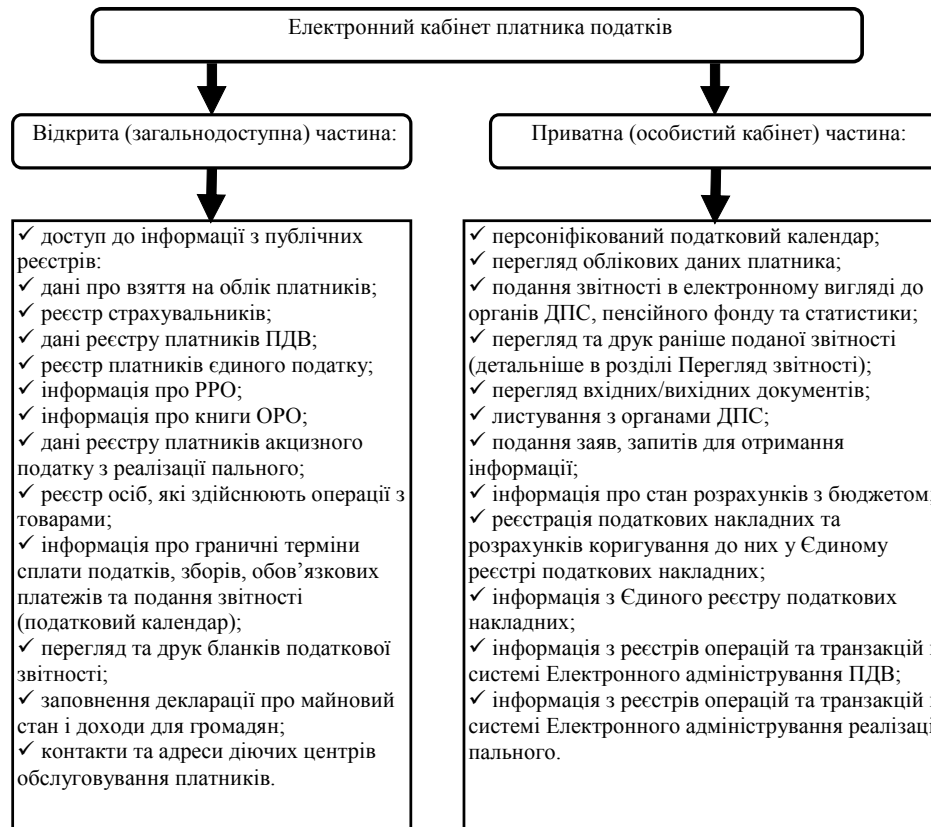 Електронний кабінет платника податків
Відкрита (загальнодоступна) частина:
✓ доступ до інформації з публічних
реєстрів:
✓ дані про взяття на облік платників;
✓ реєстр страхувальників;
✓ дані реєстру платників ПДВ;
✓ реєстр платників єдиного податку;
✓ інформація про РРО;
✓ інформація про книги ОРО;
✓ дані реєстру платників акцизного
податку з реалізації пального;
✓ реєстр осіб, які здійснюють операції з
товарами;
✓ інформація про граничні терміни
сплати податків, зборів, обов’язкових
платежів та подання звітності
(податковий календар);
✓ перегляд та друк бланків податкової
звітності;
✓ заповнення декларації про майновий
стан і доходи для громадян;
✓ контакти та адреси діючих центрів
обслуговування платників.
Приватна (особистий кабінет) частина:
✓ персоніфікований податковий календар;
✓ перегляд облікових даних платника;
✓ подання звітності в електронному вигляді до
органів ДПС, пенсійного фонду та статистики;
✓ перегляд та друк раніше поданої звітності
(детальніше в розділі Перегляд звітності);
✓ перегляд вхідних/вихідних документів;
✓ листування з органами ДПС;
✓ подання заяв, запитів для отримання
інформації;
✓ інформація про стан розрахунків з бюджетом;
✓ реєстрація податкових накладних та
розрахунків коригування до них у Єдиному
реєстрі податкових накладних;
✓ інформація з Єдиного реєстру податкових
накладних;
✓ інформація з реєстрів операцій та транзакцій
системі Електронного адміністрування ПДВ;
✓ інформація з реєстрів операцій та транзакцій
системі Електронного адміністрування реалізації
пального.